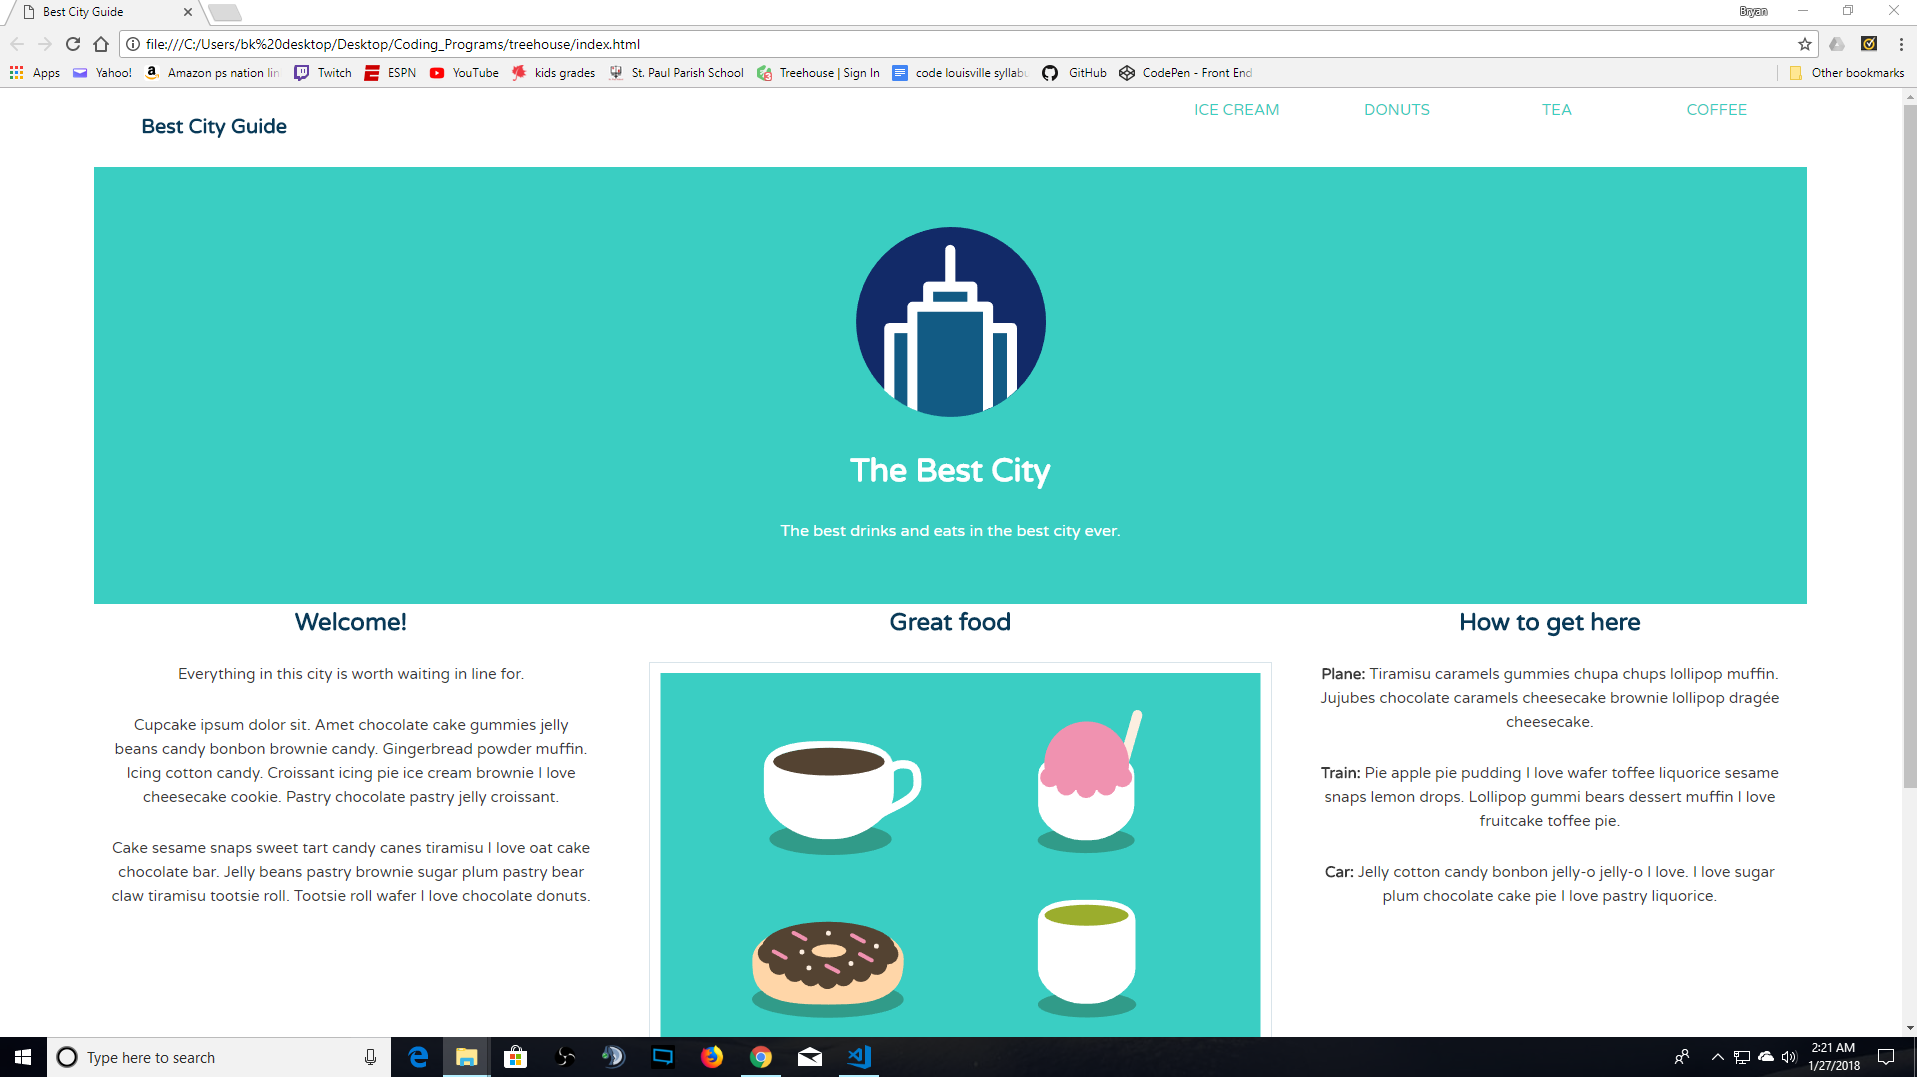 Best City Guide
Bryan
file:///C:/Users/bk%20desktop/Desktop/Coding_Programs/treehouse/index.html
Apps Yahoo! Amazon ps nation lin Twitch ESPN YouTube kids grades St. Paul Parish School Treehouse | Sign In code louisville syllabu GitHub CodePen - Front End Other bookmarks
Best City Guide ICE CREAM DONUTS TEA COFFEE
The Best City
The best drinks and eats in the best city ever.
Welcome!
Everything in this city is worth waiting in line for.
Cupcake ipsum dolor sit. Amet chocolate cake gummies jelly
beans candy bonbon brownie candy. Gingerbread powder muffin.
Icing cotton candy. Croissant icing pie ice cream brownie I love
cheesecake cookie. Pastry chocolate pastry jelly croissant.
Cake sesame snaps sweet tart candy canes tiramisu I love oat cake
chocolate bar. Jelly beans pastry brownie sugar plum pastry bear
claw tiramisu tootsie roll. Tootsie roll wafer I love chocolate donuts.
Great food
How to get here
Plane: Tiramisu caramels gummies chupa chups lollipop muffin.
Jujubes chocolate caramels cheesecake brownie lollipop dragée
cheesecake.
Train: Pie apple pie pudding I love wafer toffee liquorice sesame
snaps lemon drops. Lollipop gummi bears dessert muffin I love
fruitcake toffee pie.
Car: Jelly cotton candy bonbon jelly-o jelly-o I love. I love sugar
plum chocolate cake pie I love pastry liquorice.
Type here to search
2:21 AM
1/27/2018